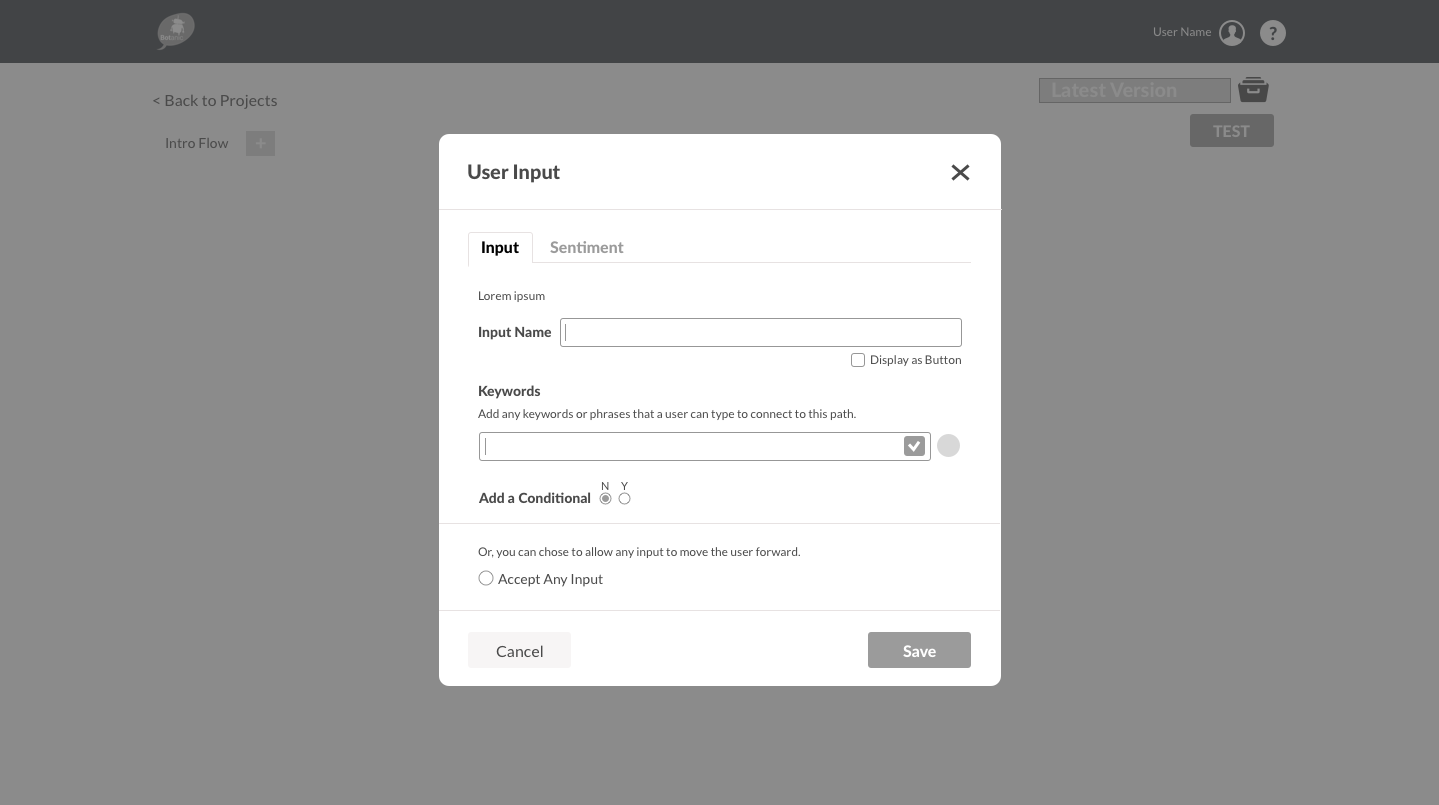 User Name
?
< Back to Projects
Latest Version
Intro Flow +
TEST
User Input
Input Sentiment
Lorem ipsum
Input Name
Display as Button
Keywords
Add any keywords or phrases that a user can type to connect to this path.
N Y
Add a Conditional
Or, you can chose to allow any input to move the user forward.
Accept Any Input
Cancel Save